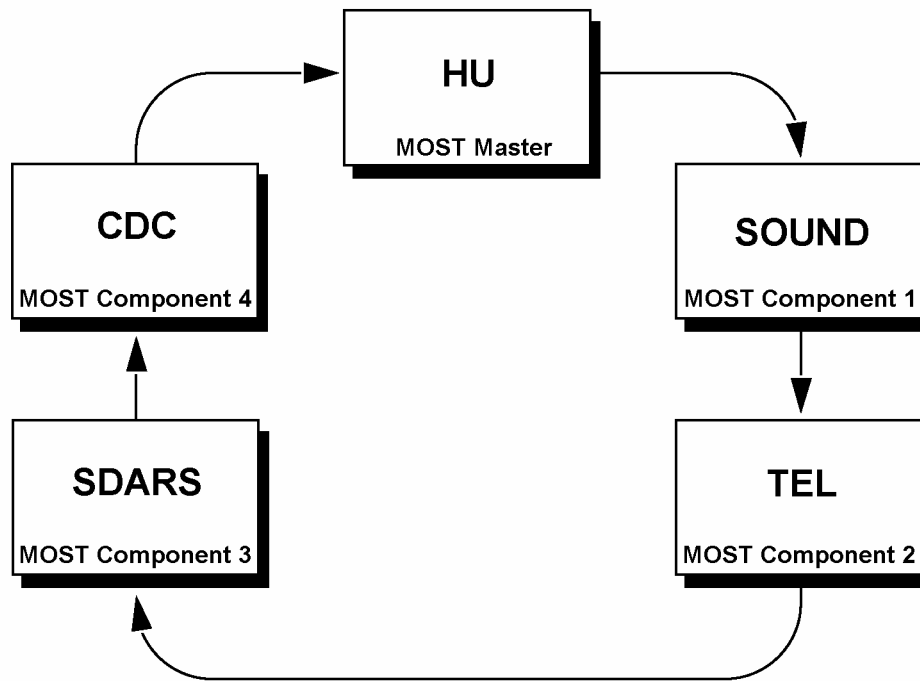 HU
MOST Master
SOUND
MOST Component 1
TEL
MOST Component 2
SDARS
MOST Component 3
CDC
MOST Component 4